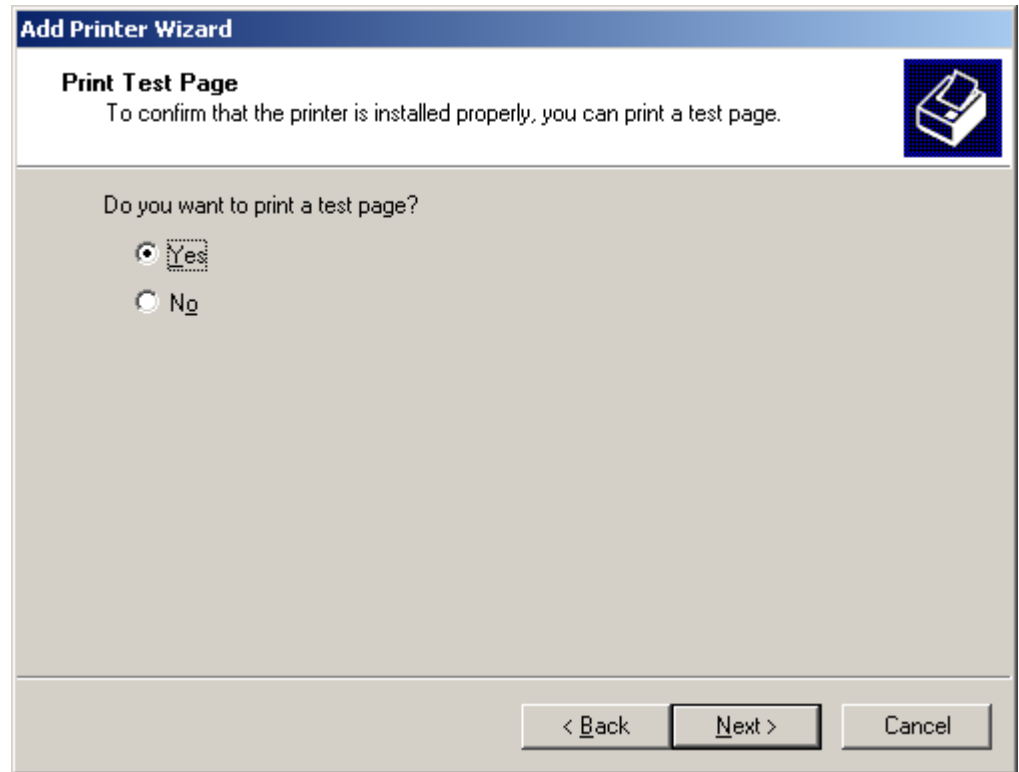 Add Printer Wizard
Print Test Page
To confirm that the printer is installed properly, you can print a test page.
Do you want to print a test page?
Yes
No
< Back Next > Cancel